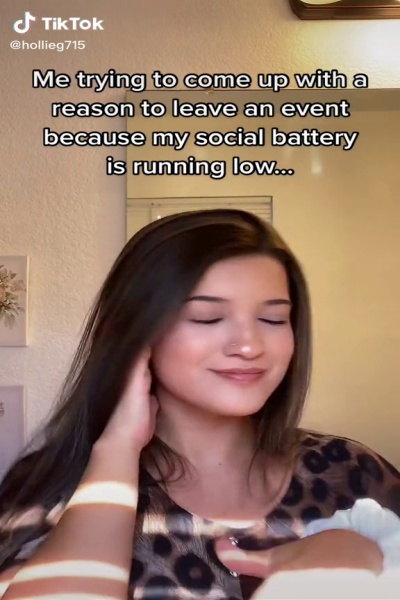 TikTok
@hollieg715
Me trying to come up with a
reason to leave an event
because my social battery
is running low...